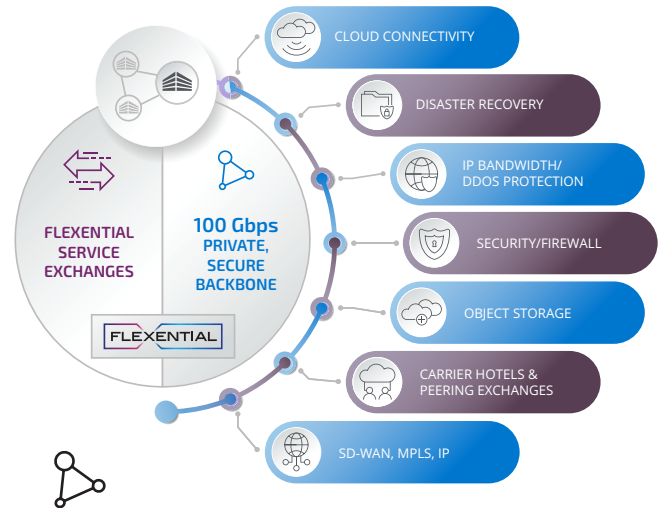 CLOUD CONNECTIVITY
DISASTER RECOVERY
IP BANDWIDTH/
DDOS PROTECTION
FLEXENTIAL
SERVICE
EXCHANGES
100 Gbps
PRIVATE,
SECURE
BACKBONE
SECURITY/FIREWALL
OBJECT STORAGE
FLEXENTIAL
CARRIER HOTELS &
PEERING EXCHANGES
SD-WAN, MPLS, IP